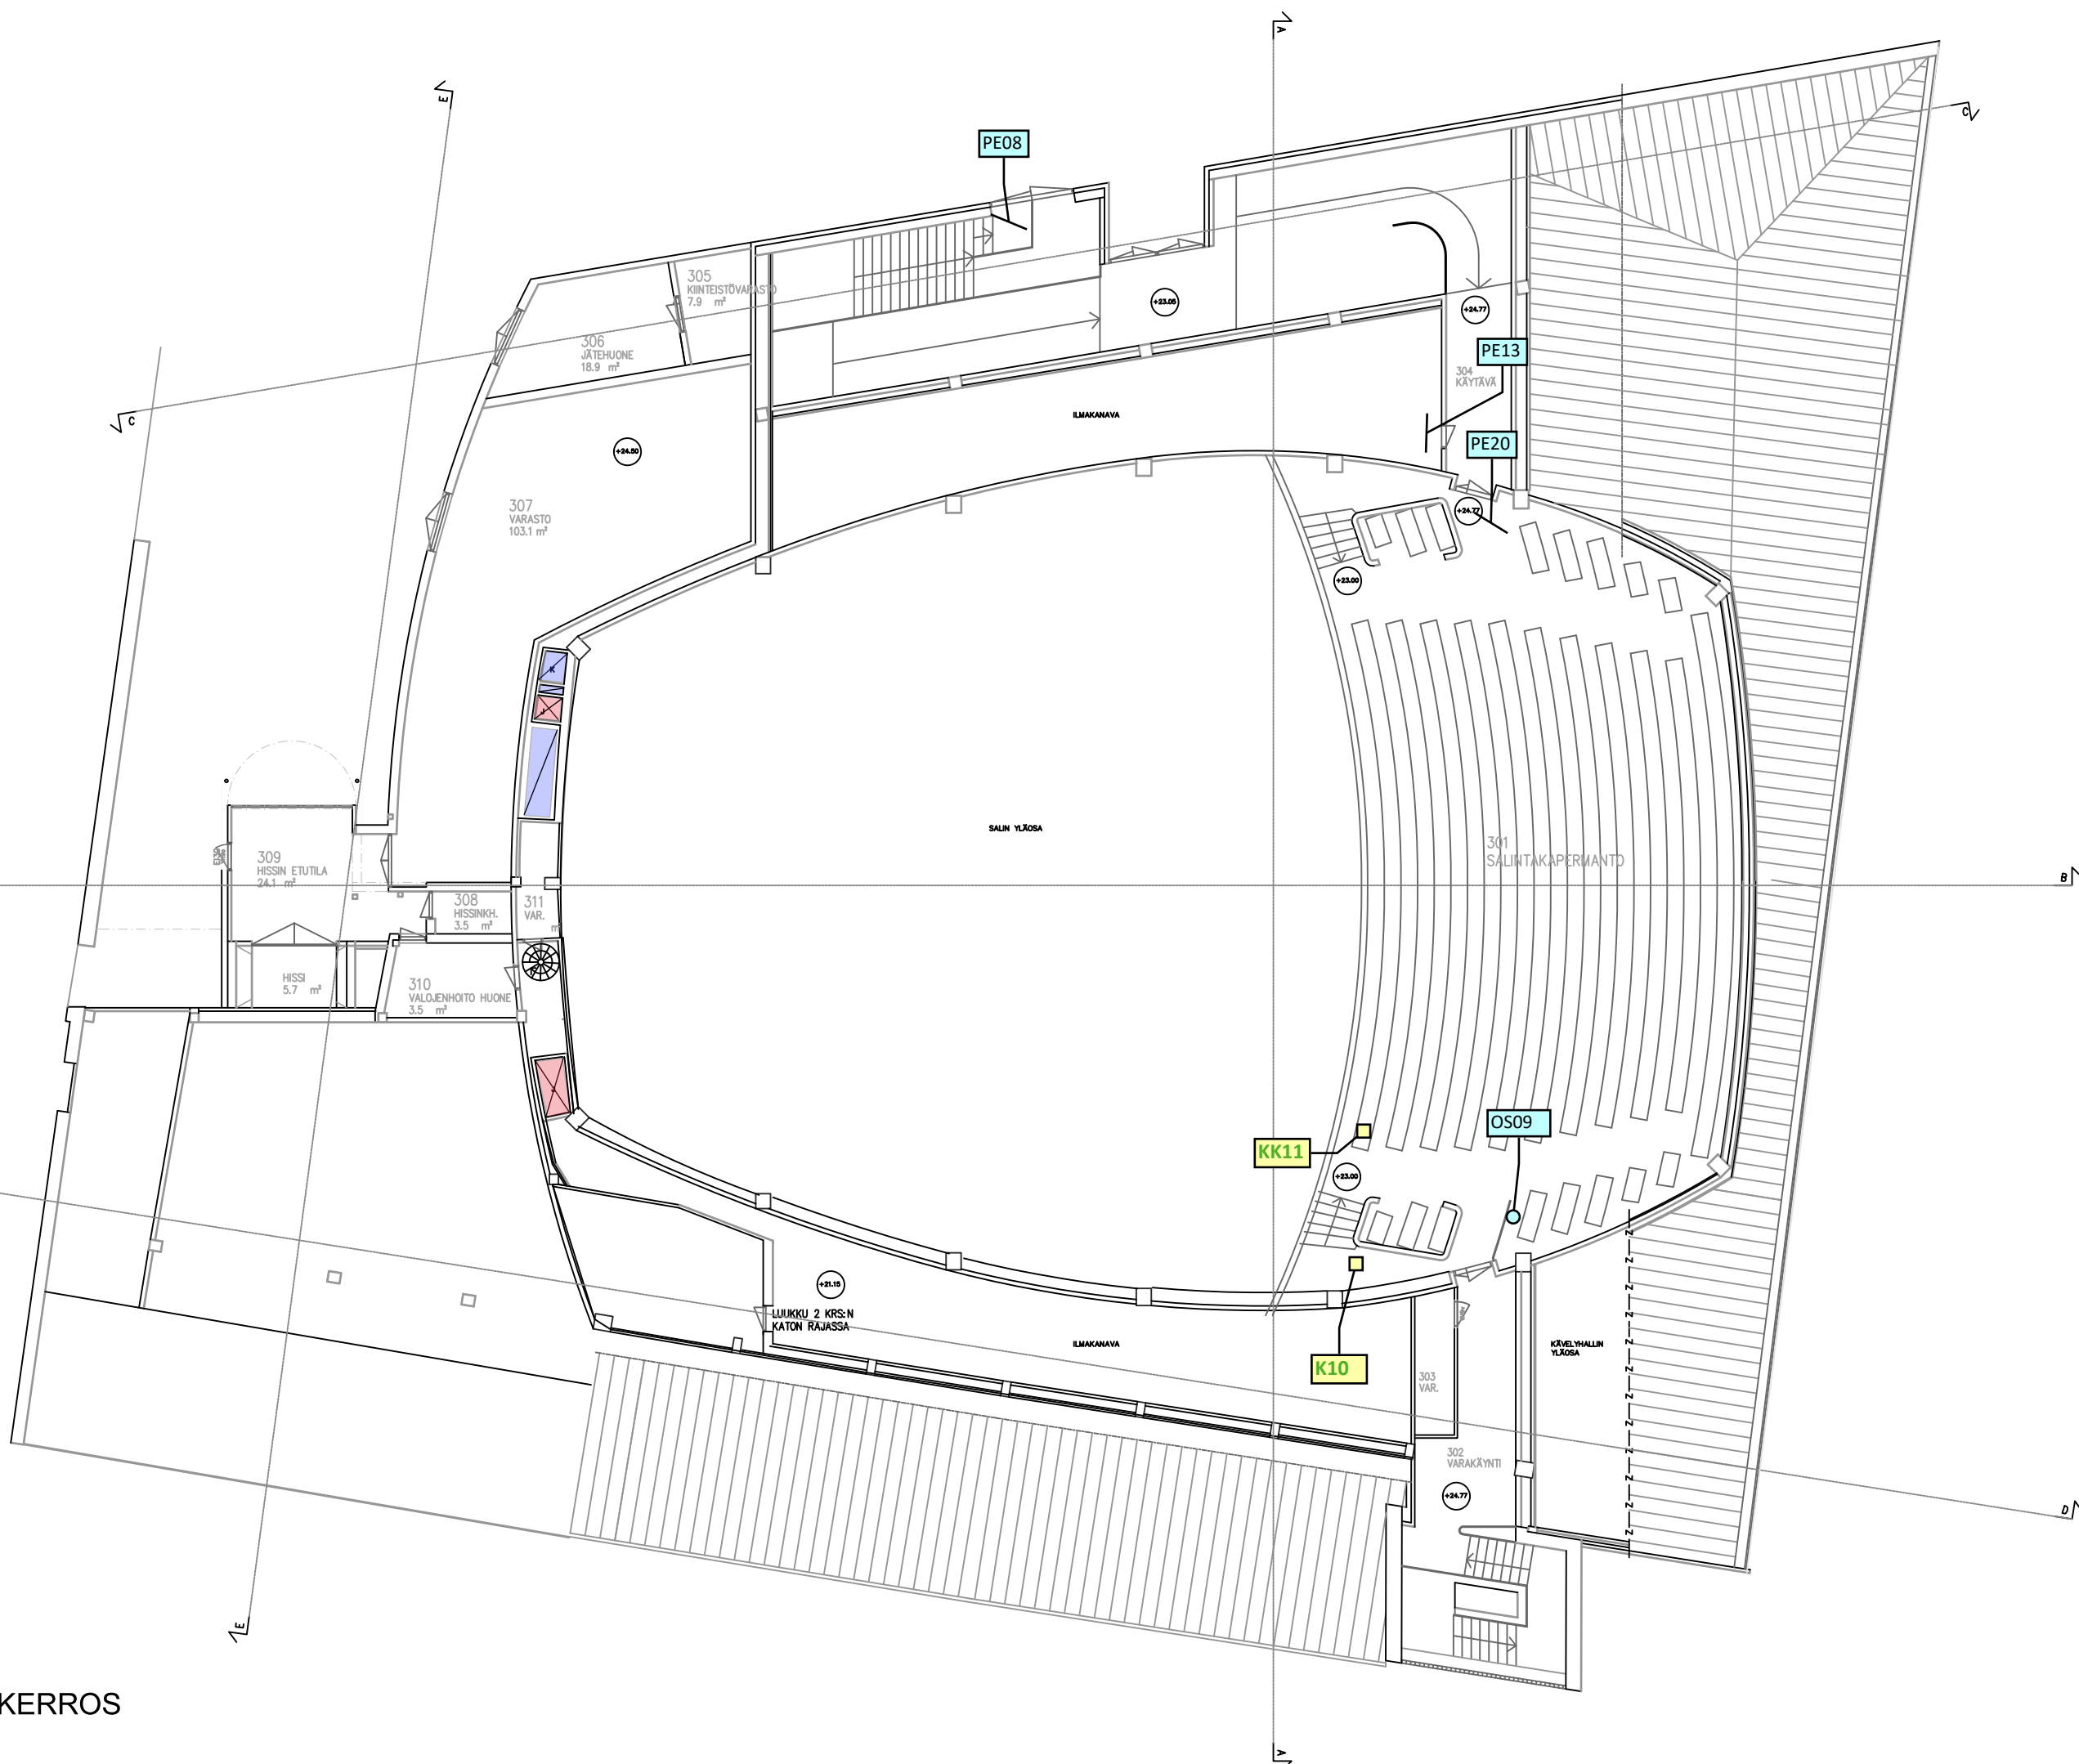 A
E
C
PE08
305
KIINTEISTÖVARASTO
7.9 m²
+23.05
+24.77
306
JÄTEHUONE
18.9 m²
PE13
304
KÄYTÄVÄ
C
ILMAKANAVA
PE20
+24.50
307
VARASTO
103.1 m²
+24.77
+23.00
K
J
SALIN YLÄOSA
301
SALINTAKAPERMANTO
309
HISSIN ETUTILA
24.1 m²
B
308
HISSINKH.
3.5 m²
311
VAR.
m
HISSI
5.7 m²
310
VALOJENHOITO HUONE
3.5 m²
OS09
KK11
+23.00
+21.15
LUUKKU 2 KRS:N
KATON RAJASSA
ILMAKANAVA
KÄVELYHALLIN
YLÄOSA
K10
303
VAR.
302
VARAKÄYNTI
+24.77
D
E
KERROS
A